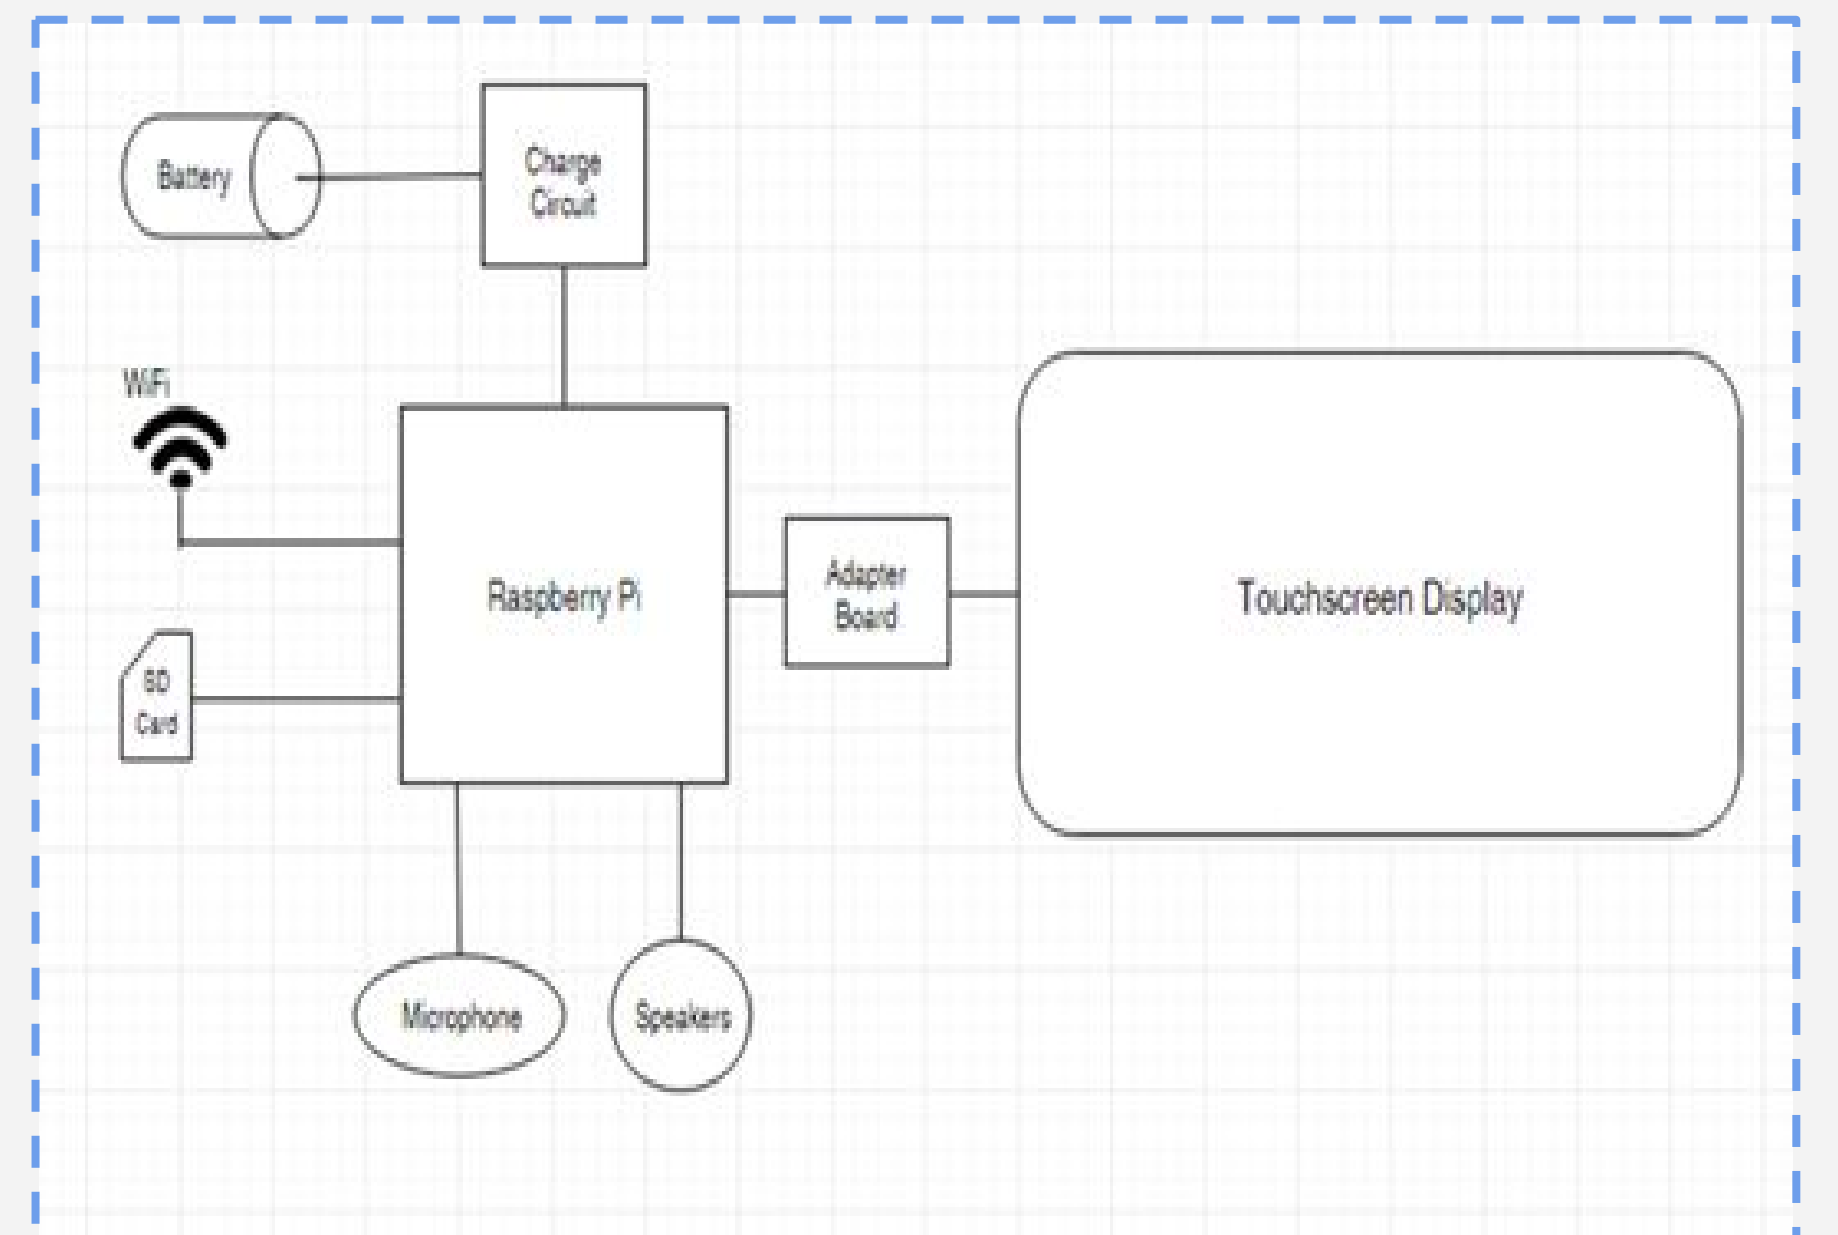 Battery
Charge
Circuit
WiFi
Raspberry Pi
Adapter
Board
Touchscreen Display
SD
Card
Microphone
Speakers